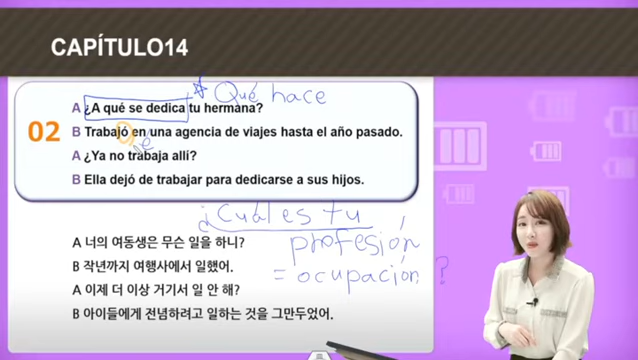 CAPÍTULO14
☆ Qué hace
02
A ¿A qué se dedica tu hermana?
B Trabajó en una agencia de viajes hasta el año pasado.
A ¿Ya no trabaja allí?
B Ella dejó de trabajar para dedicarse a sus hijos.
¿Cuál es tu
profesión
= ocupación ?
A 너의 여동생은 무슨 일을 하니?
B 작년까지 여행사에서 일했어.
A 이제 더 이상 거기서 일 안 해?
B 아이들에게 전념하려고 일하는 것을 그만두었어.